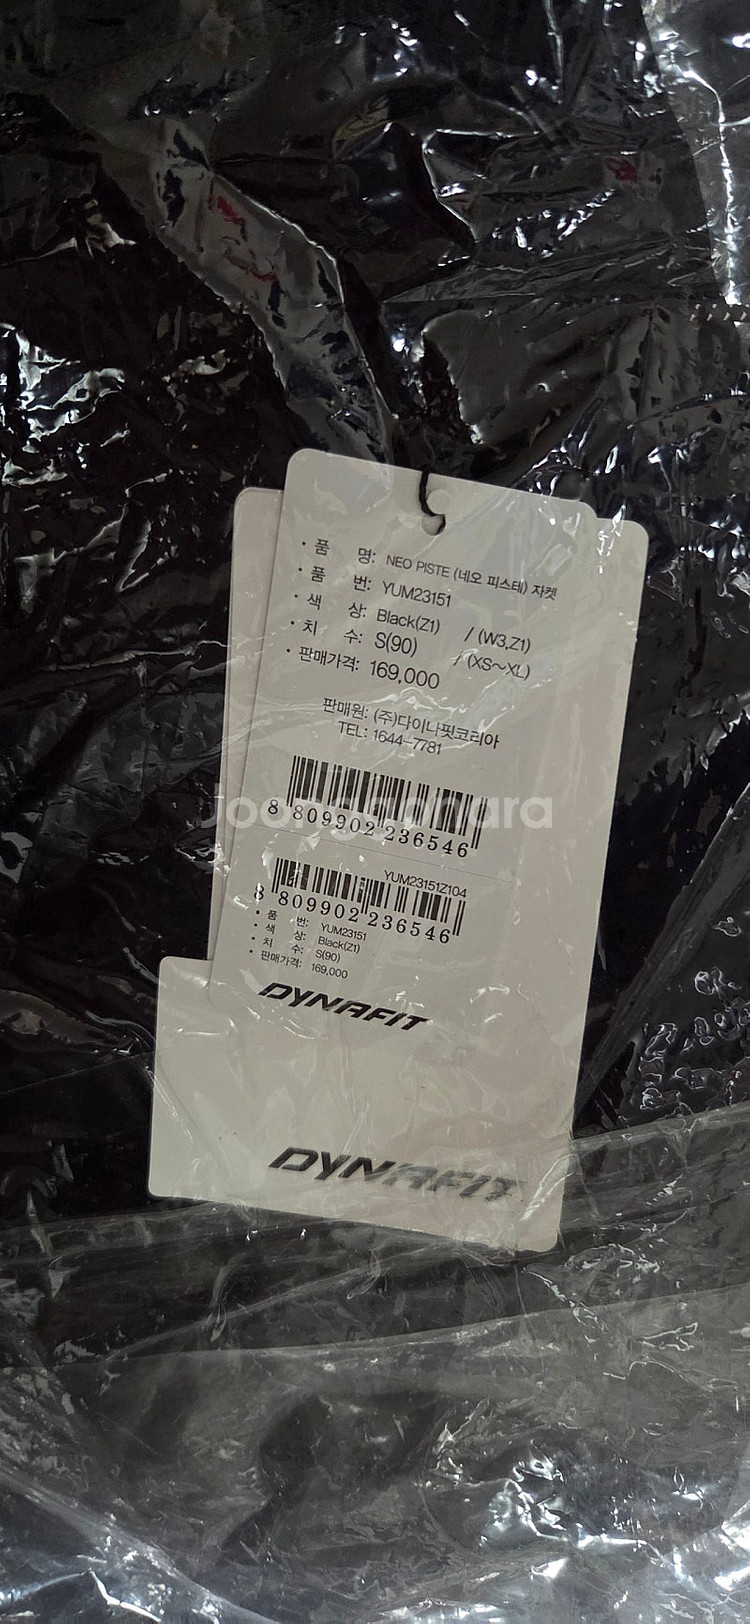 · 품 명: NEO PISTE (네오 피스테) 자켓
· 품 번: YUM23151
· 색 상: Black(Z1) / (W3,Z1)
· 치 수: S(90) / (XS~XL)
· 판매가격: 169,000
판매원: (주)다이나핏코리아
TEL: 1644-7781
8 809902 236546
joonggonara
YUM23151Z104
8 809902 236546
· 품 번: YUM23151
· 색 상: Black(Z1)
· 치 수: S(90)
· 판매가격: 169,000
DYNAFIT
DYNAFIT